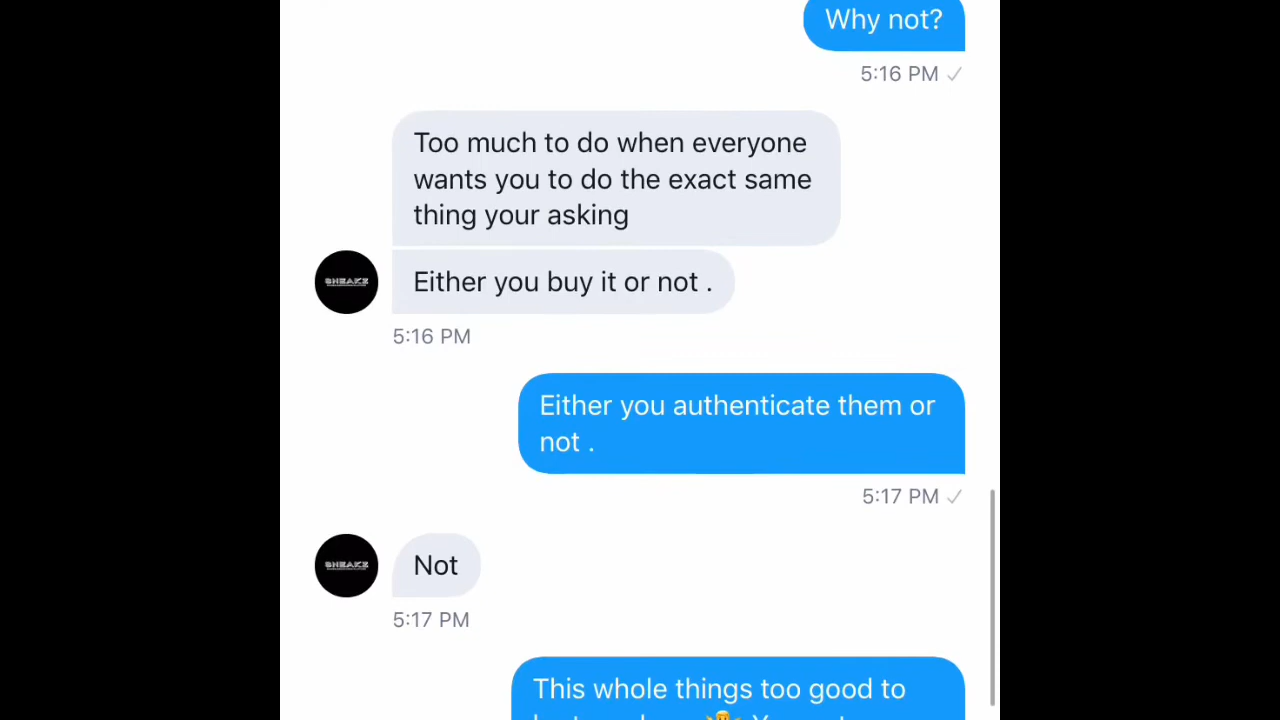 Why not?
5:16 PM
Too much to do when everyone
wants you to do the exact same
thing your asking
Either you buy it or not .
SNEAKZ
5:16 PM
Either you authenticate them or
not .
5:17 PM
Not
SNEAKZ
5:17 PM
This whole things too good to